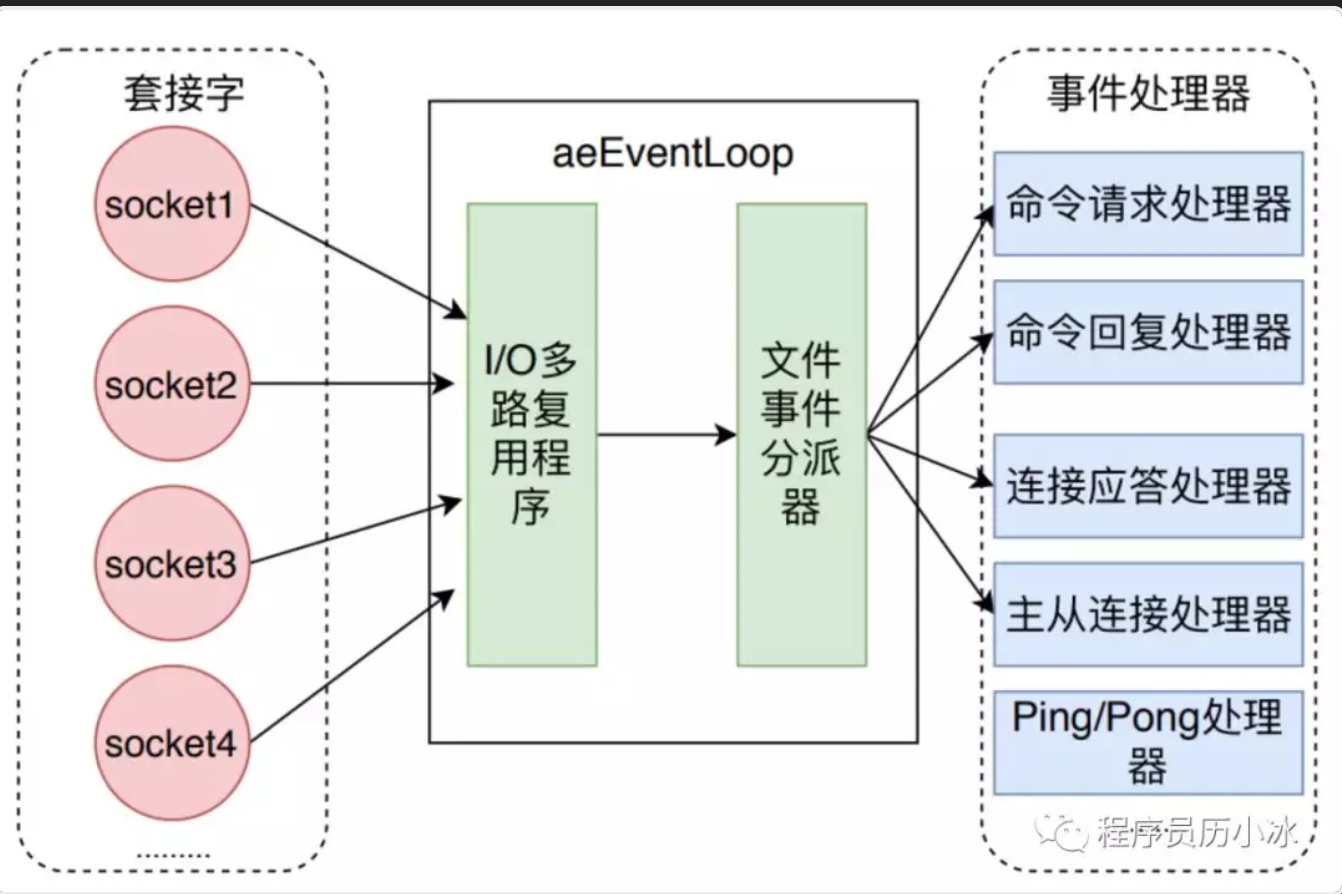 套接字
socket1
socket2
socket3
socket4
.........
aeEventLoop
I/O多
路复
用程
序
文件
事件
分派
器
事件处理器
命令请求处理器
命令回复处理器
连接应答处理器
主从连接处理器
Ping/Pong处理
器
程序员历小冰